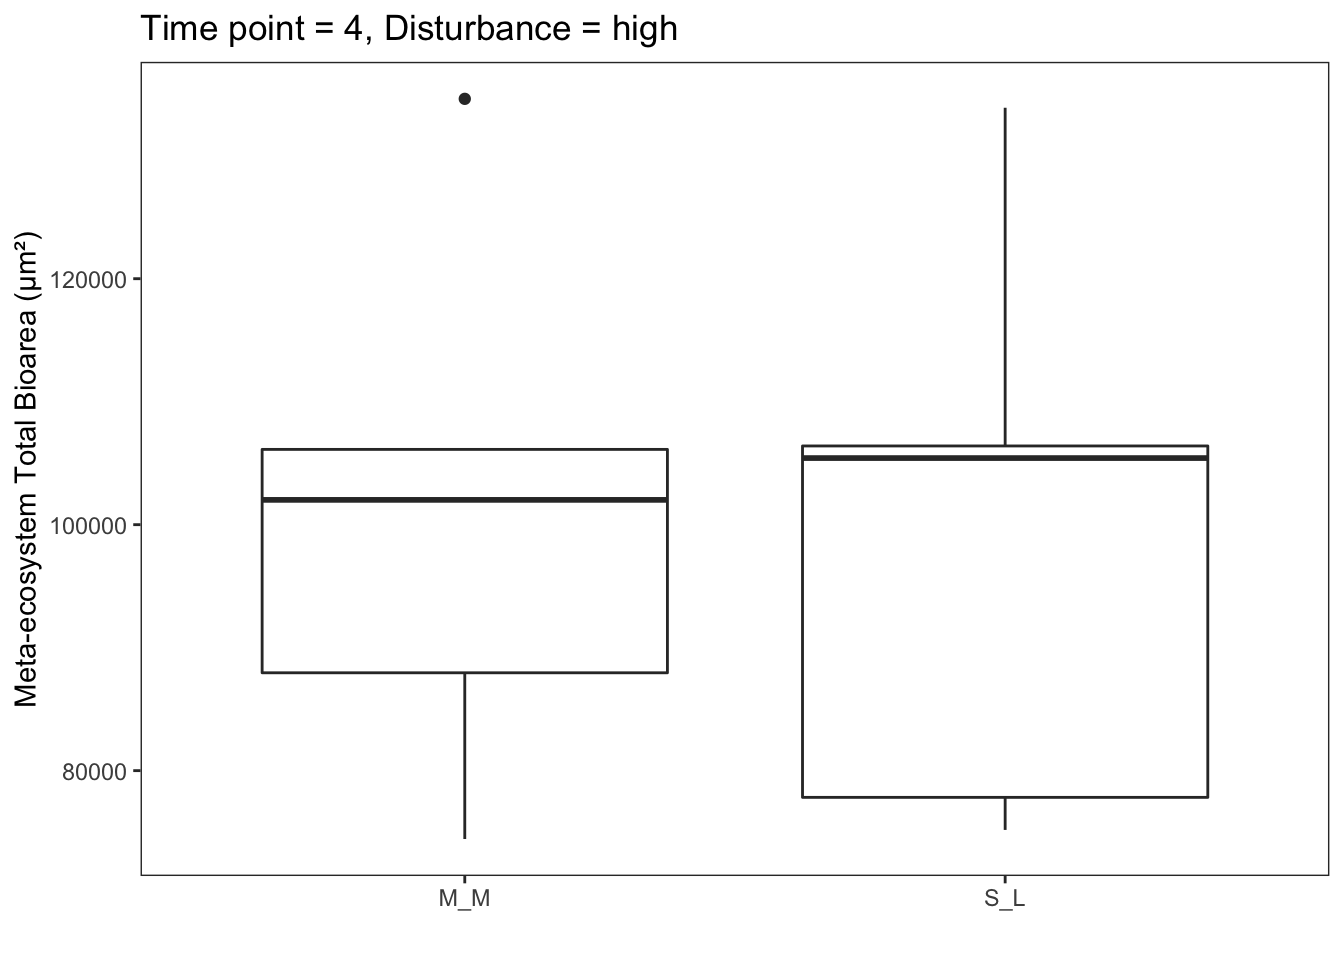 Time point = 4, Disturbance = high
Meta-ecosystem Total Bioarea (µm²)
120000
100000
80000
M_M
S_L